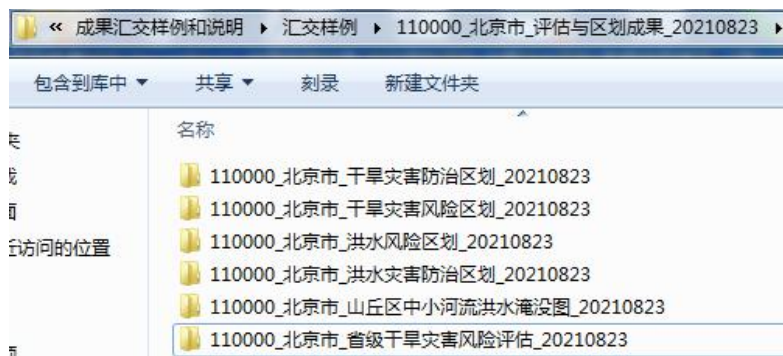 « 成果汇交样例和说明 ▸ 汇交样例 ▸ 110000_北京市_评估与区划成果_20210823 ▸
包含到库中 ▼ 共享 ▼ 刻录 新建文件夹
名称
110000_北京市_干旱灾害防治区划_20210823
110000_北京市_干旱灾害风险区划_20210823
110000_北京市_洪水风险区划_20210823
近访问的位置
110000_北京市_洪水灾害防治区划_20210823
110000_北京市_山丘区中小河流洪水淹没图_20210823
110000_北京市_省级干旱灾害风险评估_20210823